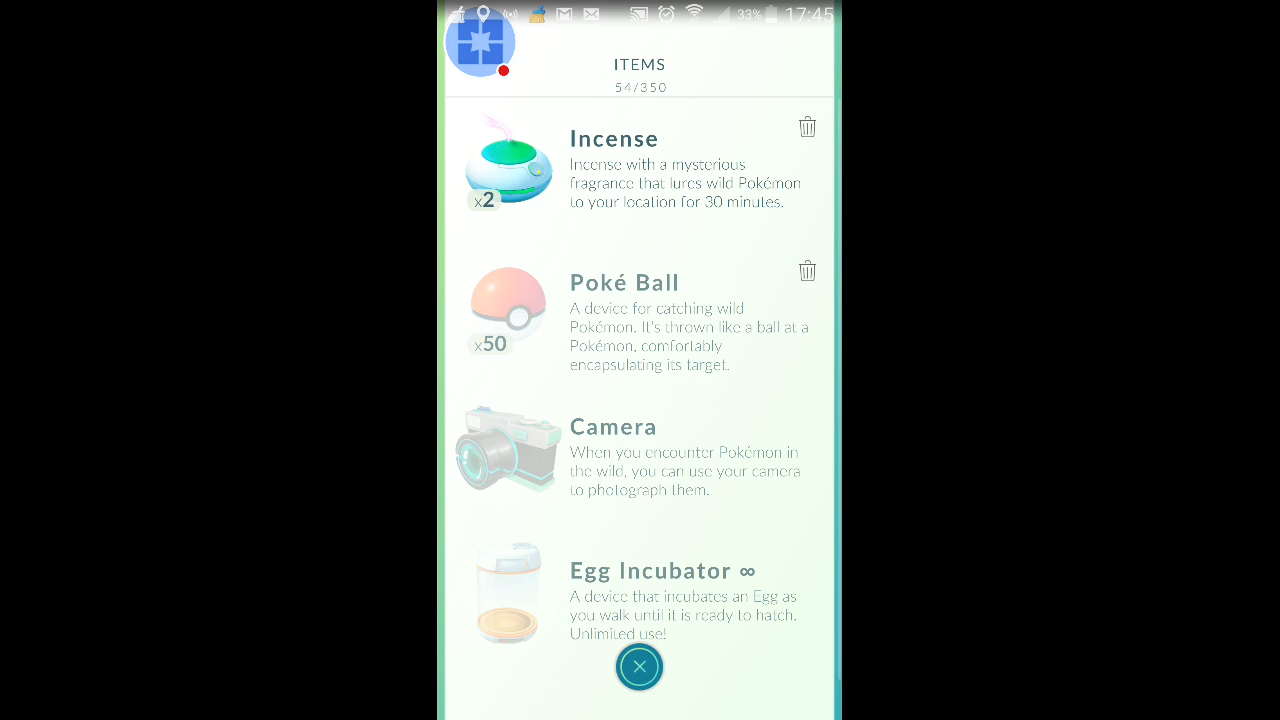 33% 17:45
ITEMS
54/350
Incense
Incense with a mysterious
fragrance that lures wild Pokémon
to your location for 30 minutes.
x2
Poké Ball
A device for catching wild
Pokémon. It's thrown like a ball at a
Pokémon, comfortably
encapsulating its target.
x50
Camera
When you encounter Pokémon in
the wild, you can use your camera
to photograph them.
Egg Incubator ∞
A device that incubates an Egg as
you walk until it is ready to hatch.
Unlimited use!